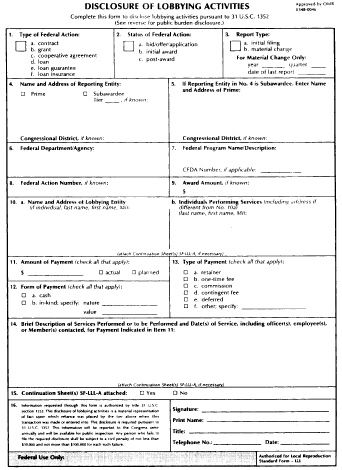 DISCLOSURE OF LOBBYING ACTIVITIES
Approved by OMB
0348-0046
Complete this form to disclose lobbying activities pursuant to 31 U.S.C. 1352
(See reverse for public burden disclosure.)
1. Type of Federal Action:
a. contract
b. grant
c. cooperative agreement
d. loan
e. loan guarantee
f. loan insurance
2. Status of Federal Action:
a. bid/offer/application
b. initial award
c. post-award
3. Report Type:
a. initial filing
b. material change
For Material Change Only:
year ______ quarter ______
date of last report ______
4. Name and Address of Reporting Entity:
☐ Prime ☐ Subawardee
Tier ______, if known:
Congressional District, if known:
5. If Reporting Entity in No. 4 is Subawardee, Enter Name
and Address of Prime:
Congressional District, if known:
6. Federal Department/Agency:
7. Federal Program Name/Description:
CFDA Number, if applicable: ______
8. Federal Action Number, if known:
9. Award Amount, if known:
$
10. a. Name and Address of Lobbying Entity
(if individual, last name, first name, MI):
b. Individuals Performing Services (including address if
different from No. 10a)
(last name, first name, MI):
(attach Continuation Sheet(s) SF-LLL-A, if necessary)
11. Amount of Payment (check all that apply):
$ ______ ☐ actual ☐ planned
12. Form of Payment (check all that apply):
☐ a. cash
☐ b. in-kind; specify: nature ______
value ______
13. Type of Payment (check all that apply):
☐ a. retainer
☐ b. one-time fee
☐ c. commission
☐ d. contingent fee
☐ e. deferred
☐ f. other; specify: ______
14. Brief Description of Services Performed or to be Performed and Date(s) of Service, including officer(s), employee(s),
or Member(s) contacted, for Payment Indicated in Item 11:
(attach Continuation Sheet(s) SF-LLL-A, if necessary)
15. Continuation Sheet(s) SF-LLL-A attached: ☐ Yes ☐ No
16. Information requested through this form is authorized by title 31 U.S.C.
section 1352. This disclosure of lobbying activities is a material representation
of fact upon which reliance was placed by the tier above when this
transaction was made or entered into. This disclosure is required pursuant to
31 U.S.C. 1352. This information will be reported to the Congress semi-
annually and will be available for public inspection. Any person who fails to
file the required disclosure shall be subject to a civil penalty of not less than
$10,000 and not more than $100,000 for each such failure.
Signature: ______
Print Name: ______
Title: ______
Telephone No.: ______ Date: ______
Federal Use Only:
Authorized for Local Reproduction
Standard Form - LLL